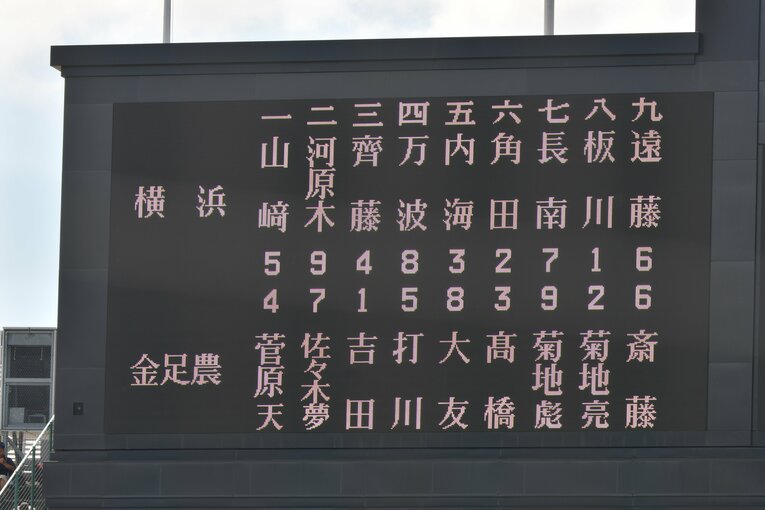 一 二 三 四 五 六 七 八 九
横浜
山﨑 河原木 齊藤 万波 内海 角田 長南 板川 遠藤
5 9 4 8 3 2 7 1 6
4 7 1 5 8 3 9 2 6
金足農
菅原天 佐々木夢 吉田 打川 大友 髙橋 菊地彪 菊地亮 斎藤